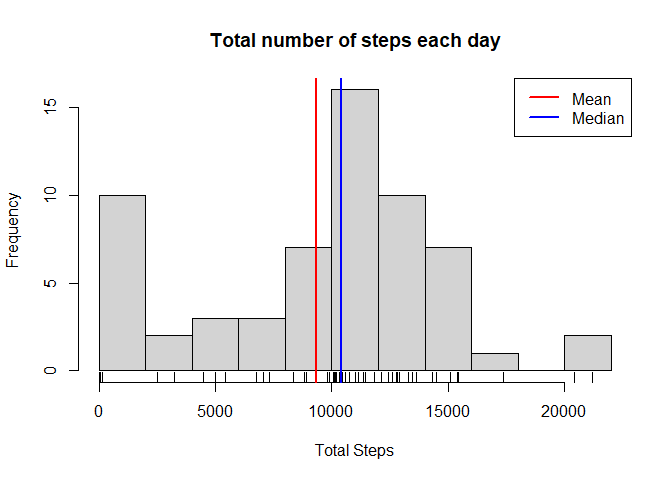 Total number of steps each day
Mean
Median
15
10
5
0
Frequency
0 5000 10000 15000 20000
Total Steps